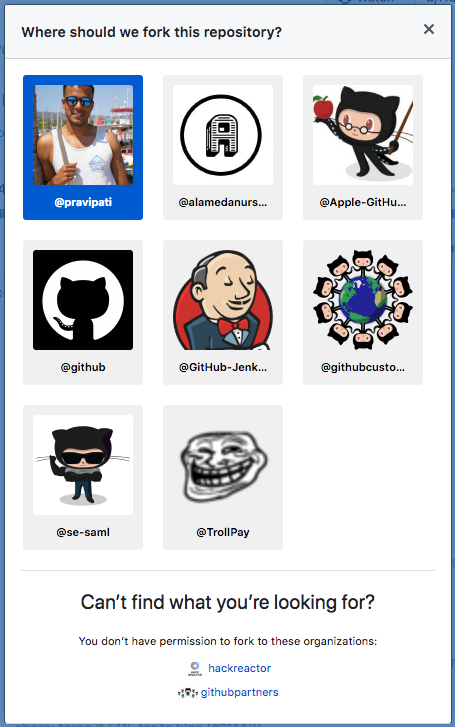 Where should we fork this repository?
@pravipati
@alamedanurs...
@Apple-GitHu...
@github
@GitHub-Jenk...
@githubcusto...
@se-saml
@TrollPay
Can't find what you're looking for?
You don't have permission to fork to these organizations:
hackreactor
githubpartners